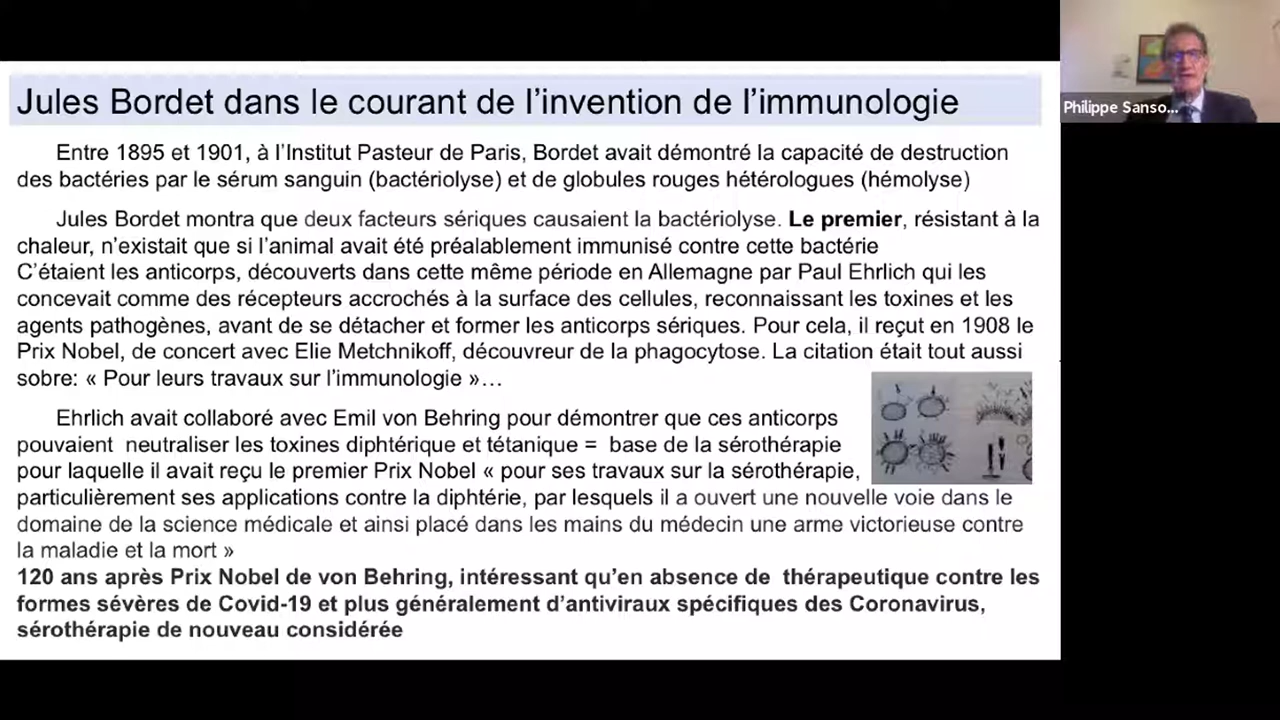 Jules Bordet dans le courant de l’invention de l’immunologie
Philippe Sanso...
Entre 1895 et 1901, à l’Institut Pasteur de Paris, Bordet avait démontré la capacité de destruction
des bactéries par le sérum sanguin (bactériolyse) et de globules rouges hétérologues (hémolyse)
Jules Bordet montra que deux facteurs sériques causaient la bactériolyse. Le premier, résistant à la
chaleur, n’existait que si l’animal avait été préalablement immunisé contre cette bactérie
C’étaient les anticorps, découverts dans cette même période en Allemagne par Paul Ehrlich qui les
concevait comme des récepteurs accrochés à la surface des cellules, reconnaissant les toxines et les
agents pathogènes, avant de se détacher et former les anticorps sériques. Pour cela, il reçut en 1908 le
Prix Nobel, de concert avec Elie Metchnikoff, découvreur de la phagocytose. La citation était tout aussi
sobre: « Pour leurs travaux sur l’immunologie »…
Ehrlich avait collaboré avec Emil von Behring pour démontrer que ces anticorps
pouvaient neutraliser les toxines diphtérique et tétanique = base de la sérothérapie
pour laquelle il avait reçu le premier Prix Nobel « pour ses travaux sur la sérothérapie,
particulièrement ses applications contre la diphtérie, par lesquels il a ouvert une nouvelle voie dans le
domaine de la science médicale et ainsi placé dans les mains du médecin une arme victorieuse contre
la maladie et la mort »
120 ans après Prix Nobel de von Behring, intéressant qu’en absence de thérapeutique contre les
formes sévères de Covid-19 et plus généralement d’antiviraux spécifiques des Coronavirus,
sérothérapie de nouveau considérée